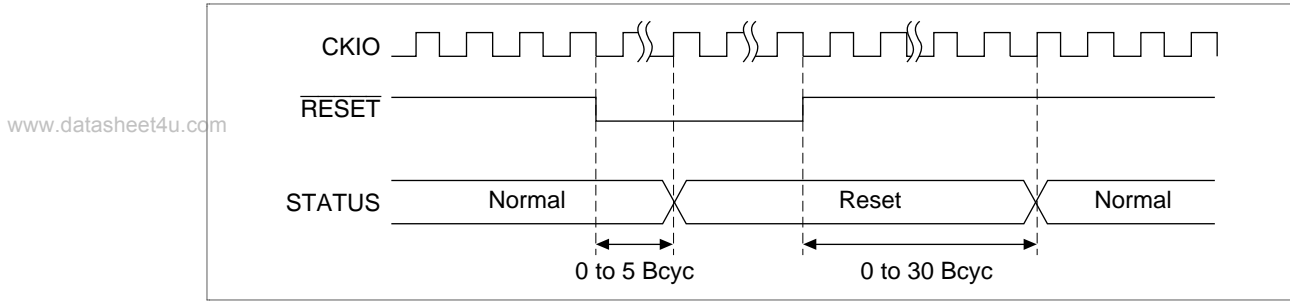 CKIO
RESET
www.datasheet4u.com
STATUS
Normal
Reset
Normal
0 to 5 Bcyc
0 to 30 Bcyc